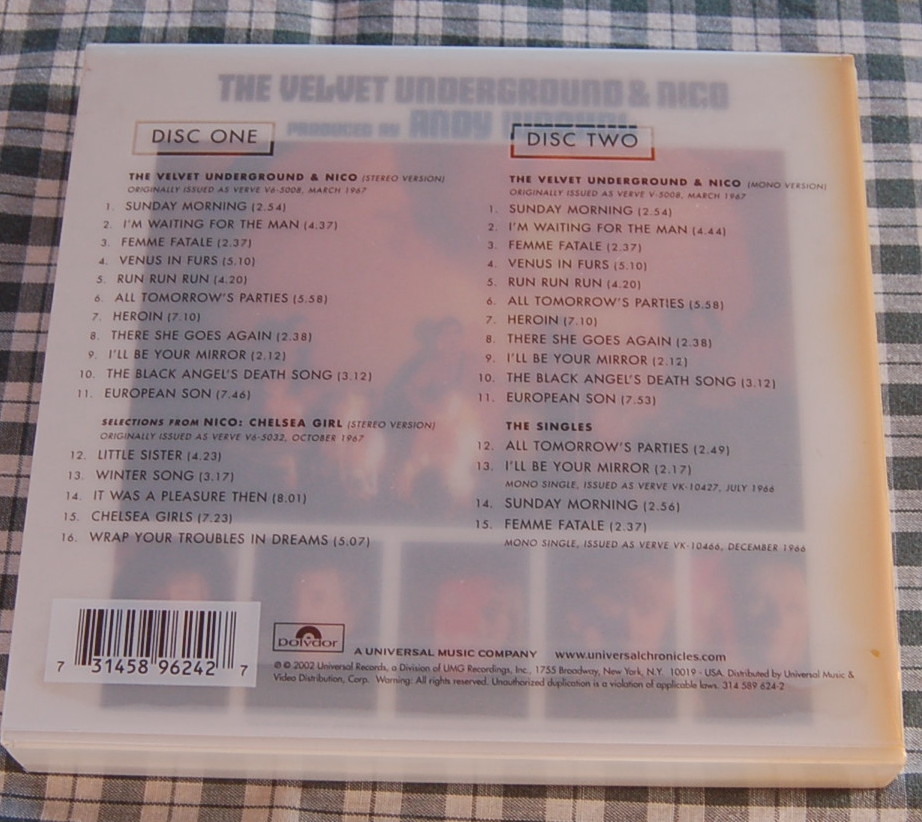 THE VELVET UNDERGROUND & NICO
PRODUCED BY ANDY
DISC ONE
THE VELVET UNDERGROUND & NICO (STEREO VERSION)
ORIGINALLY ISSUED AS VERVE V6-5008, MARCH 1967
1. SUNDAY MORNING (2.54)
2. I'M WAITING FOR THE MAN (4.37)
3. FEMME FATALE (2.37)
4. VENUS IN FURS (5.10)
5. RUN RUN RUN (4.20)
6. ALL TOMORROW'S PARTIES (5.58)
7. HEROIN (7.10)
8. THERE SHE GOES AGAIN (2.38)
9. I'LL BE YOUR MIRROR (2.12)
10. THE BLACK ANGEL'S DEATH SONG (3.12)
11. EUROPEAN SON (7.46)
SELECTIONS FROM NICO: CHELSEA GIRL (STEREO VERSION)
ORIGINALLY ISSUED AS VERVE V6-5032, OCTOBER 1967
12. LITTLE SISTER (4.23)
13. WINTER SONG (3.17)
14. IT WAS A PLEASURE THEN (8.01)
15. CHELSEA GIRLS (7.23)
16. WRAP YOUR TROUBLES IN DREAMS (5.07)
DISC TWO
THE VELVET UNDERGROUND & NICO (MONO VERSION)
ORIGINALLY ISSUED AS VERVE V-5008, MARCH 1967
1. SUNDAY MORNING (2.54)
2. I'M WAITING FOR THE MAN (4.44)
3. FEMME FATALE (2.37)
4. VENUS IN FURS (5.10)
5. RUN RUN RUN (4.20)
6. ALL TOMORROW'S PARTIES (5.58)
7. HEROIN (7.10)
8. THERE SHE GOES AGAIN (2.38)
9. I'LL BE YOUR MIRROR (2.12)
10. THE BLACK ANGEL'S DEATH SONG (3.12)
11. EUROPEAN SON (7.53)
THE SINGLES
12. ALL TOMORROW'S PARTIES (2.49)
13. I'LL BE YOUR MIRROR (2.17)
MONO SINGLE, ISSUED AS VERVE VK-10427, JULY 1966
14. SUNDAY MORNING (2.56)
15. FEMME FATALE (2.37)
MONO SINGLE, ISSUED AS VERVE VK-10466, DECEMBER 1966
7 31458 96242 7
polydor
A UNIVERSAL MUSIC COMPANY www.universalchronicles.com
℗ © 2002 Universal Records, a Division of UMG Recordings, Inc., 1755 Broadway, New York, N.Y. 10019 - USA. Distributed by Universal Music &
Video Distribution, Corp. Warning: All rights reserved. Unauthorized duplication is a violation of applicable laws. 314 589 624-2